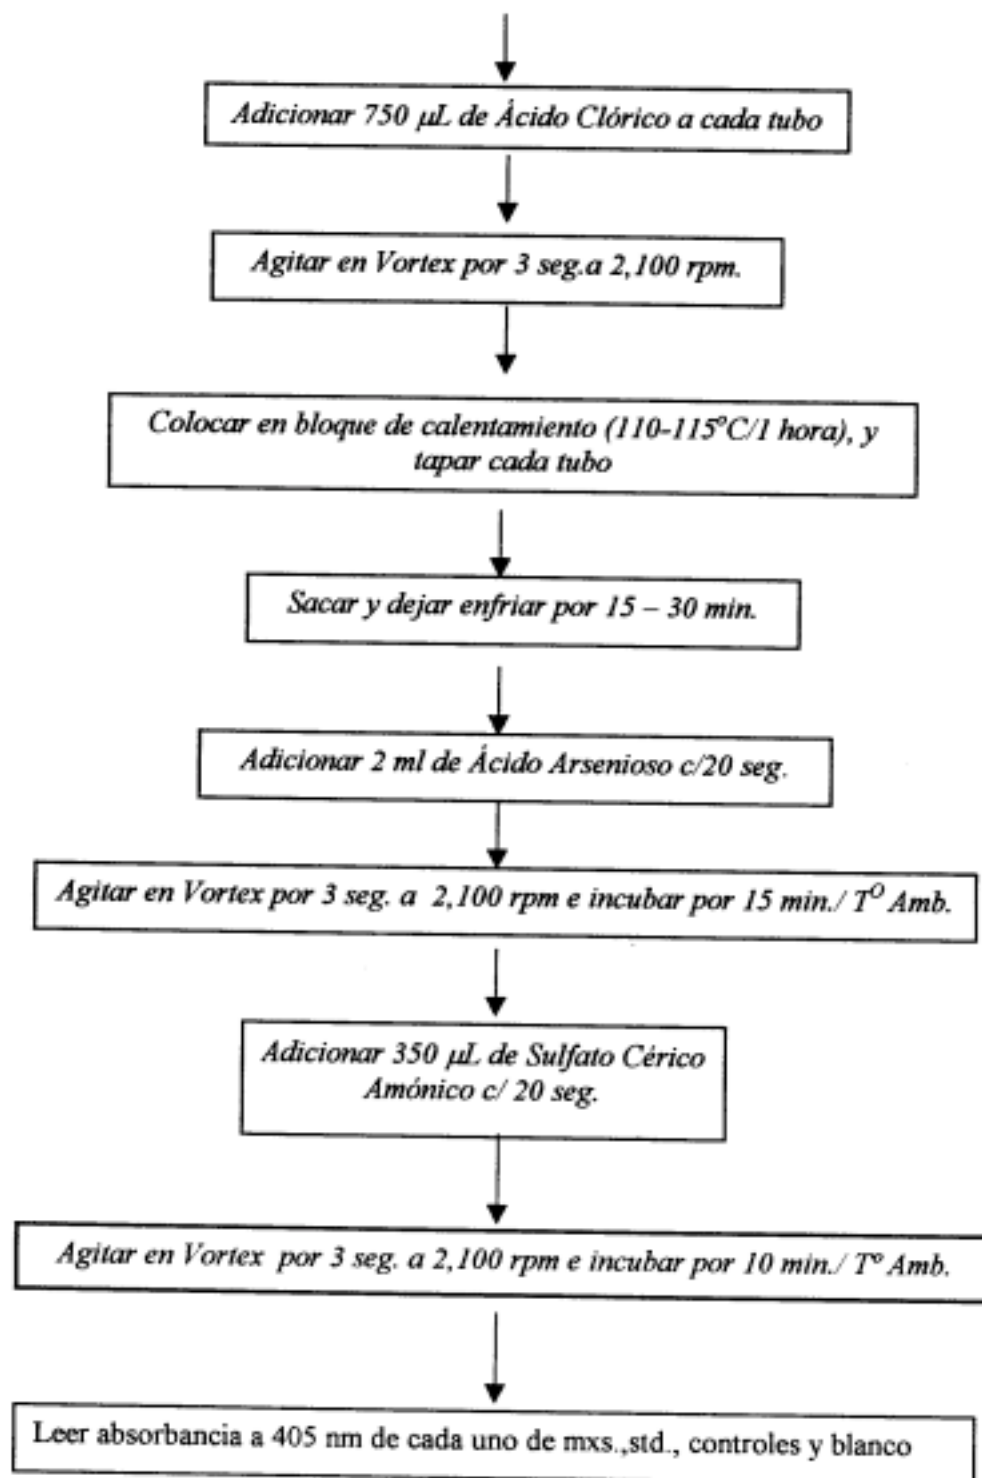 Adicionar 750 µL de Ácido Clórico a cada tubo
Agitar en Vortex por 3 seg.a 2,100 rpm.
Colocar en bloque de calentamiento (110-115°C/1 hora), y
tapar cada tubo
Sacar y dejar enfriar por 15 – 30 min.
Adicionar 2 ml de Ácido Arsenioso c/20 seg.
Agitar en Vortex por 3 seg. a 2,100 rpm e incubar por 15 min./ T° Amb.
Adicionar 350 µL de Sulfato Cérico
Amónico c/ 20 seg.
Agitar en Vortex por 3 seg. a 2,100 rpm e incubar por 10 min./ T° Amb.
Leer absorbancia a 405 nm de cada uno de mxs.,std., controles y blanco